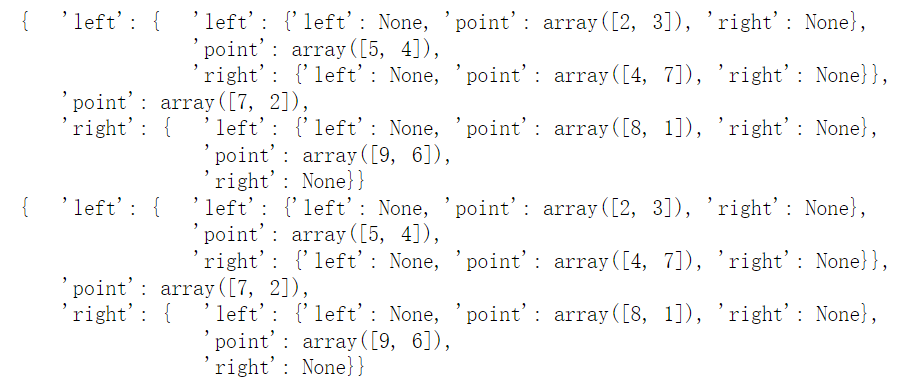 {   'left': {   'left': {'left': None, 'point': array([2, 3]), 'right': None},
                'point': array([5, 4]),
                'right': {'left': None, 'point': array([4, 7]), 'right': None}},
    'point': array([7, 2]),
    'right': {   'left': {'left': None, 'point': array([8, 1]), 'right': None},
                 'point': array([9, 6]),
                 'right': None}}
{   'left': {   'left': {'left': None, 'point': array([2, 3]), 'right': None},
                'point': array([5, 4]),
                'right': {'left': None, 'point': array([4, 7]), 'right': None}},
    'point': array([7, 2]),
    'right': {   'left': {'left': None, 'point': array([8, 1]), 'right': None},
                 'point': array([9, 6]),
                 'right': None}}